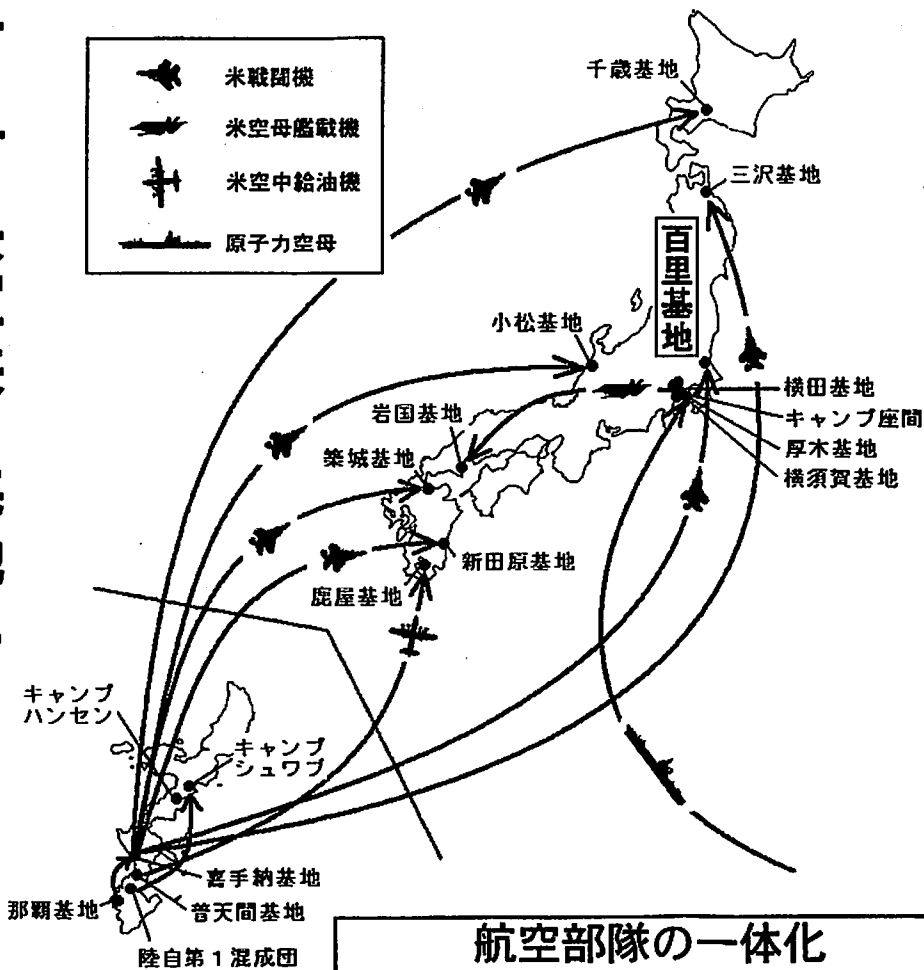 米戦闘機
米空母艦載機
米空中給油機
原子力空母
千歳基地
三沢基地
百里基地
小松基地
横田基地
キャンプ座間
厚木基地
横須賀基地
岩国基地
築城基地
新田原基地
鹿屋基地
キャンプ
ハンセン
キャンプ
シュワブ
嘉手納基地
普天間基地
那覇基地
陸自第1混成団
航空部隊の一体化